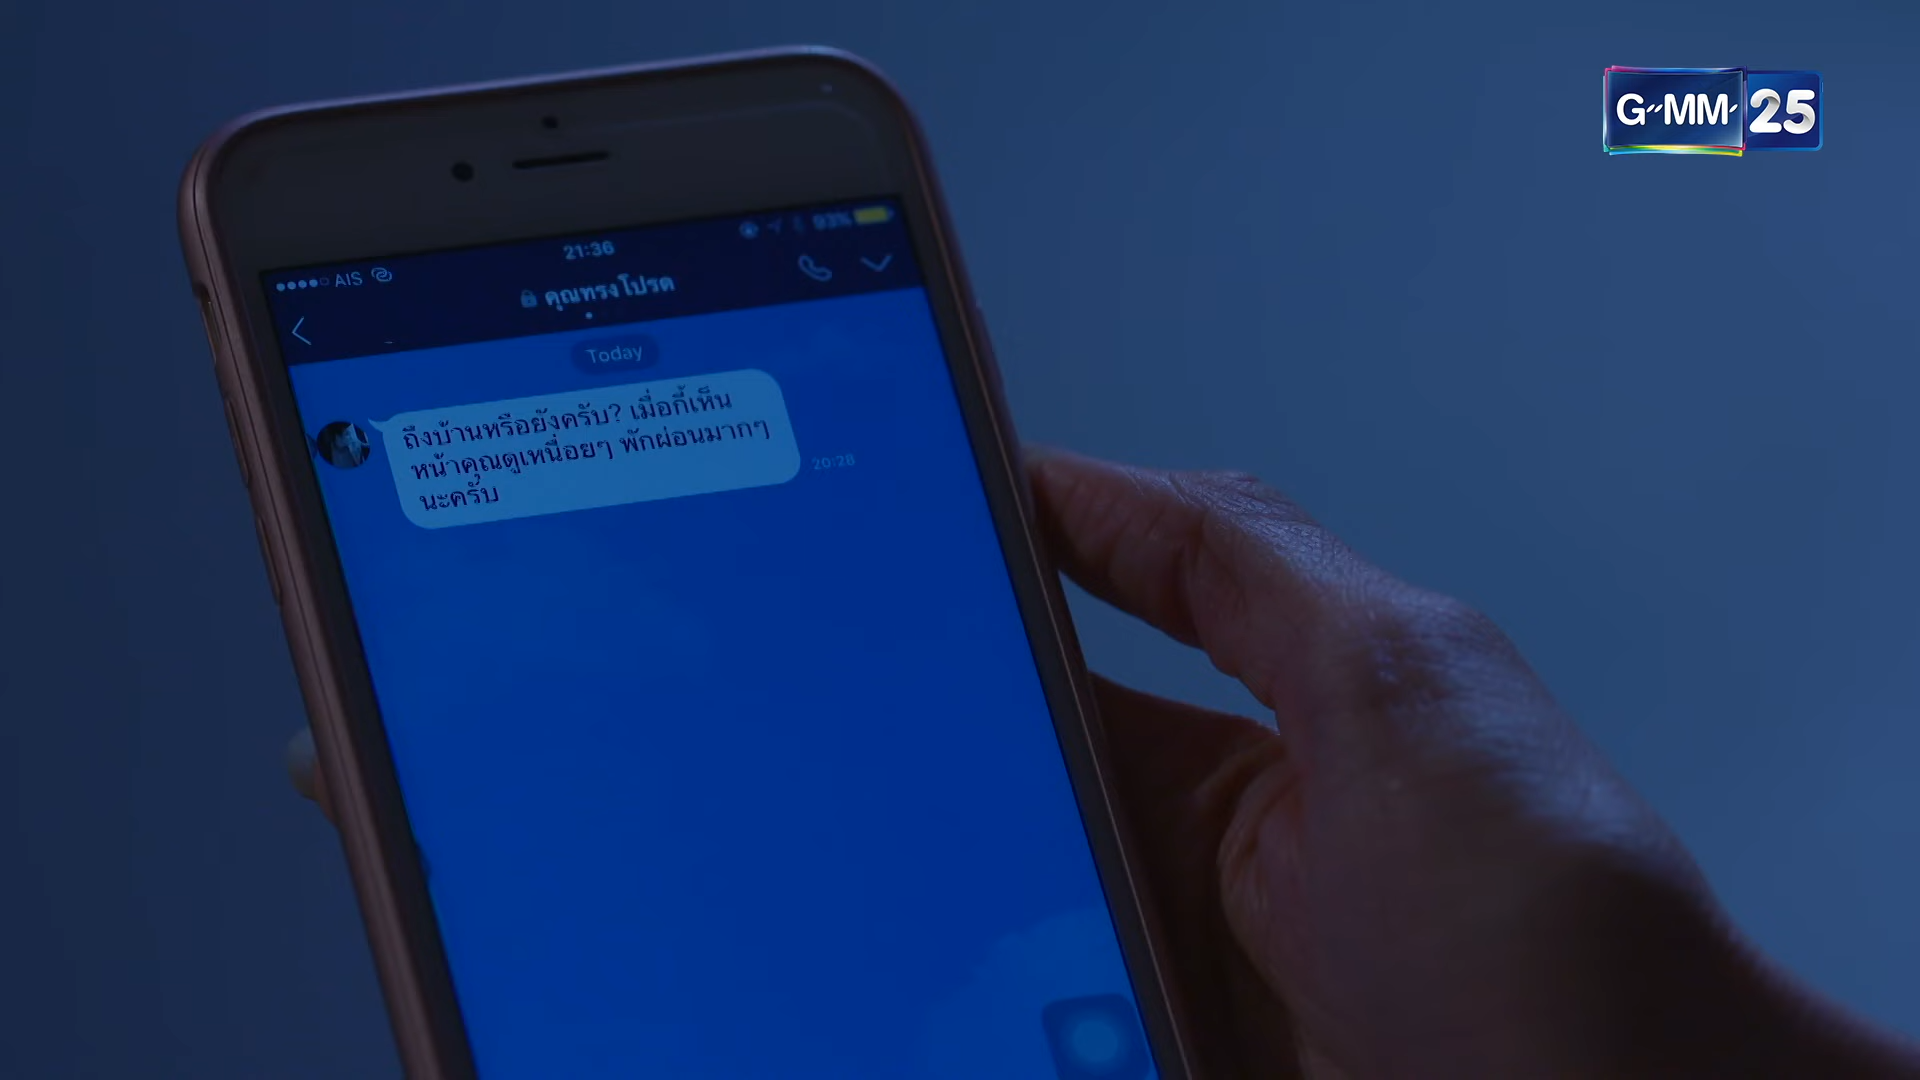 G"MM' 25
21:36
93%
AIS
คุณทรงโปรด
Today
ถึงบ้านหรือยังครับ? เมื่อกี้เห็น
หน้าคุณดูเหนื่อยๆ พักผ่อนมากๆ
นะครับ
20:28